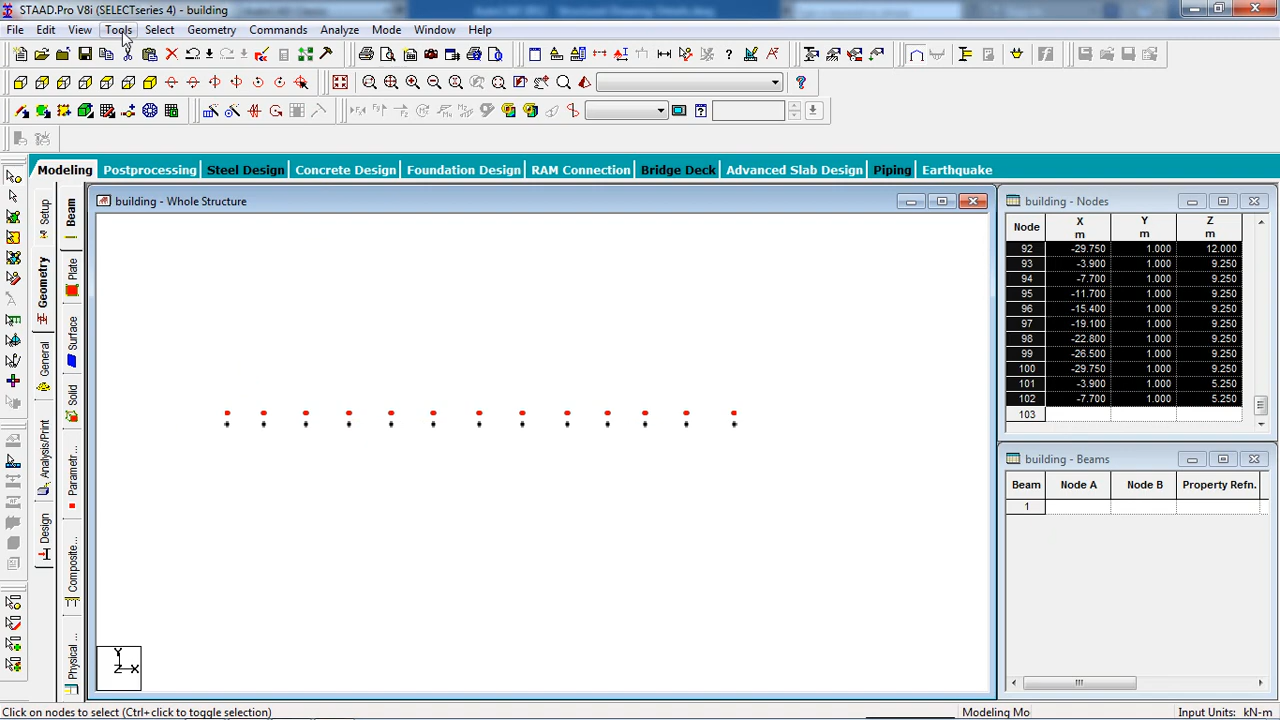 STAAD.Pro V8i (SELECTseries 4) - building
File Edit View Tools Select Geometry Commands Analyze Mode Window Help
Modeling Postprocessing Steel Design Concrete Design Foundation Design RAM Connection Bridge Deck Advanced Slab Design Piping Earthquake
Setup
Geometry
General
Analysis/Print
Design
Beam
Plate
Surface
Solid
Parametr...
Composite...
Physical ...
building - Whole Structure
Y
Z X
building - Nodes
Node X m Y m Z m
92 -29.750 1.000 12.000
93 -3.900 1.000 9.250
94 -7.700 1.000 9.250
95 -11.700 1.000 9.250
96 -15.400 1.000 9.250
97 -19.100 1.000 9.250
98 -22.800 1.000 9.250
99 -26.500 1.000 9.250
100 -29.750 1.000 9.250
101 -3.900 1.000 5.250
102 -7.700 1.000 5.250
103
building - Beams
Beam Node A Node B Property Refn.
1
Click on nodes to select (Ctrl+click to toggle selection) Modeling Mo Input Units: kN-m